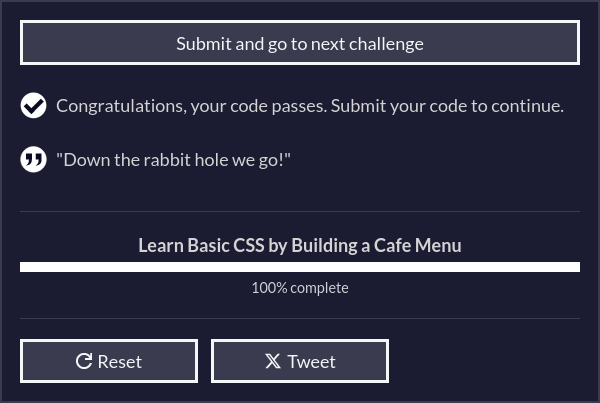 Submit and go to next challenge
Congratulations, your code passes. Submit your code to continue.
"Down the rabbit hole we go!"
Learn Basic CSS by Building a Cafe Menu
100% complete
Reset
Tweet